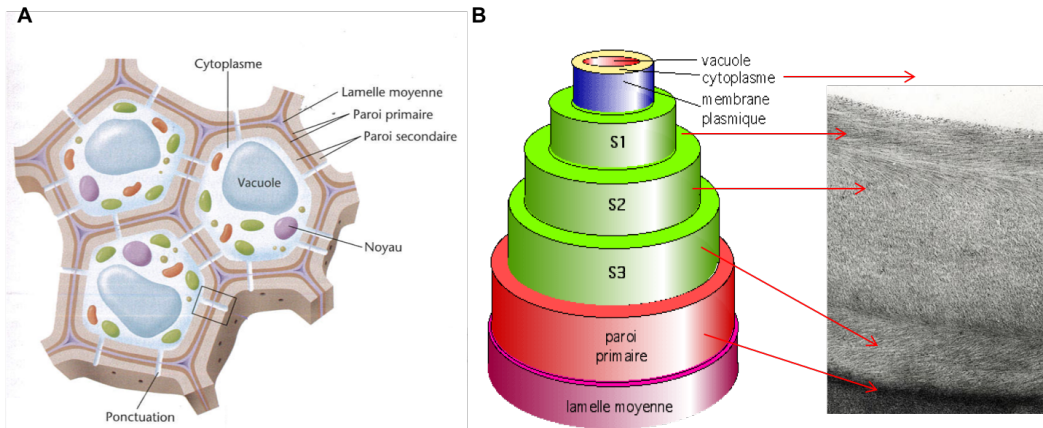 A
Cytoplasme
Lamelle moyenne
Paroi primaire
Paroi secondaire
Vacuole
Noyau
Ponctuation
B
vacuole
cytoplasme
membrane
plasmique
S1
S2
S3
paroi
primaire
lamelle moyenne